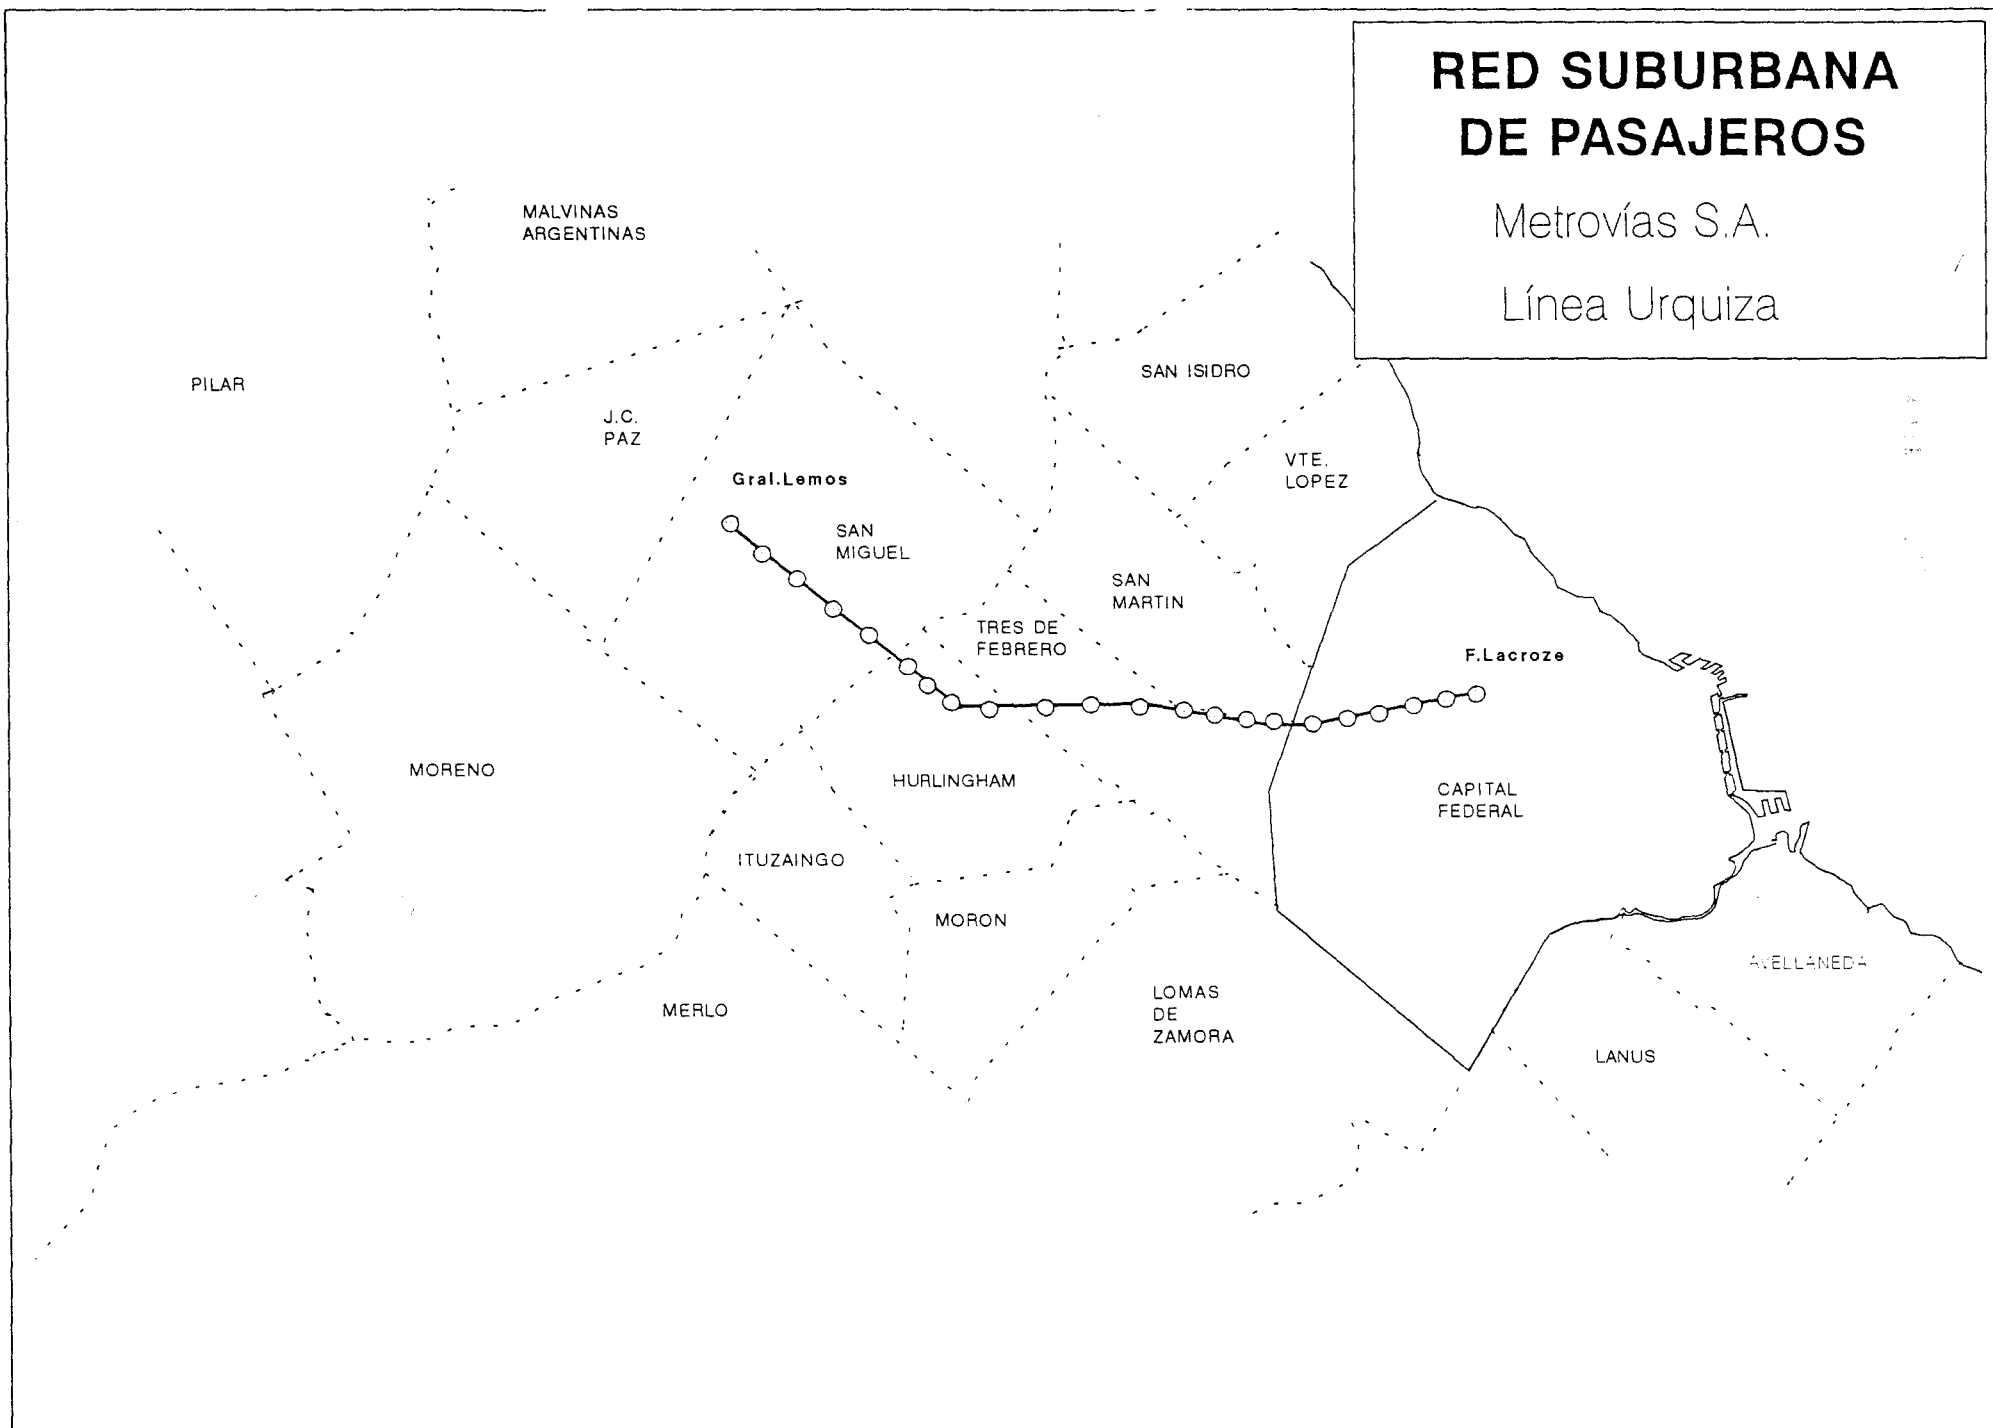 RED SUBURBANA
DE PASAJEROS
Metrovías S.A.
Línea Urquiza
MALVINAS
ARGENTINAS
PILAR
SAN ISIDRO
J.C.
PAZ
VTE.
LOPEZ
Gral.Lemos
SAN
MIGUEL
SAN
MARTIN
TRES DE
FEBRERO
F.Lacroze
MORENO
HURLINGHAM
CAPITAL
FEDERAL
ITUZAINGO
MORON
AVELLANEDA
MERLO
LOMAS
DE
ZAMORA
LANUS